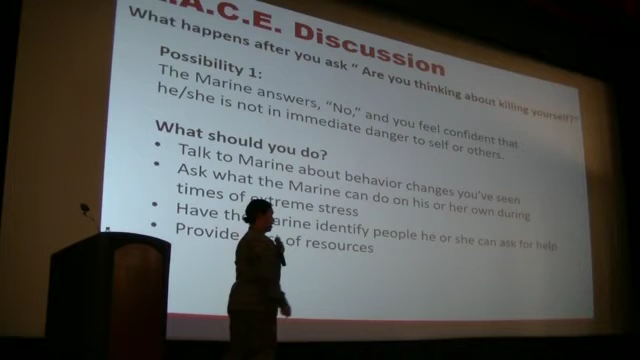 .A.C.E. Discussion
What happens after you ask " Are you thinking about killing yourself?"
Possibility 1:
The Marine answers, "No," and you feel confident that
he/she is not in immediate danger to self or others.
What should you do?
• Talk to Marine about behavior changes you've seen
• Ask what the Marine can do on his or her own during
times of extreme stress
• Have the Marine identify people he or she can ask for help
• Provide of resources